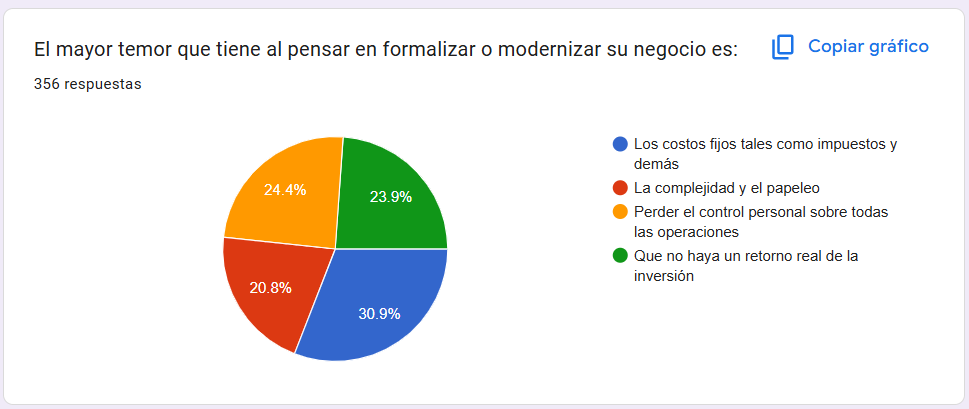 El mayor temor que tiene al pensar en formalizar o modernizar su negocio es:
Copiar gráfico
356 respuestas
24.4%
23.9%
20.8%
30.9%
Los costos fijos tales como impuestos y
demás
La complejidad y el papeleo
Perder el control personal sobre todas
las operaciones
Que no haya un retorno real de la
inversión